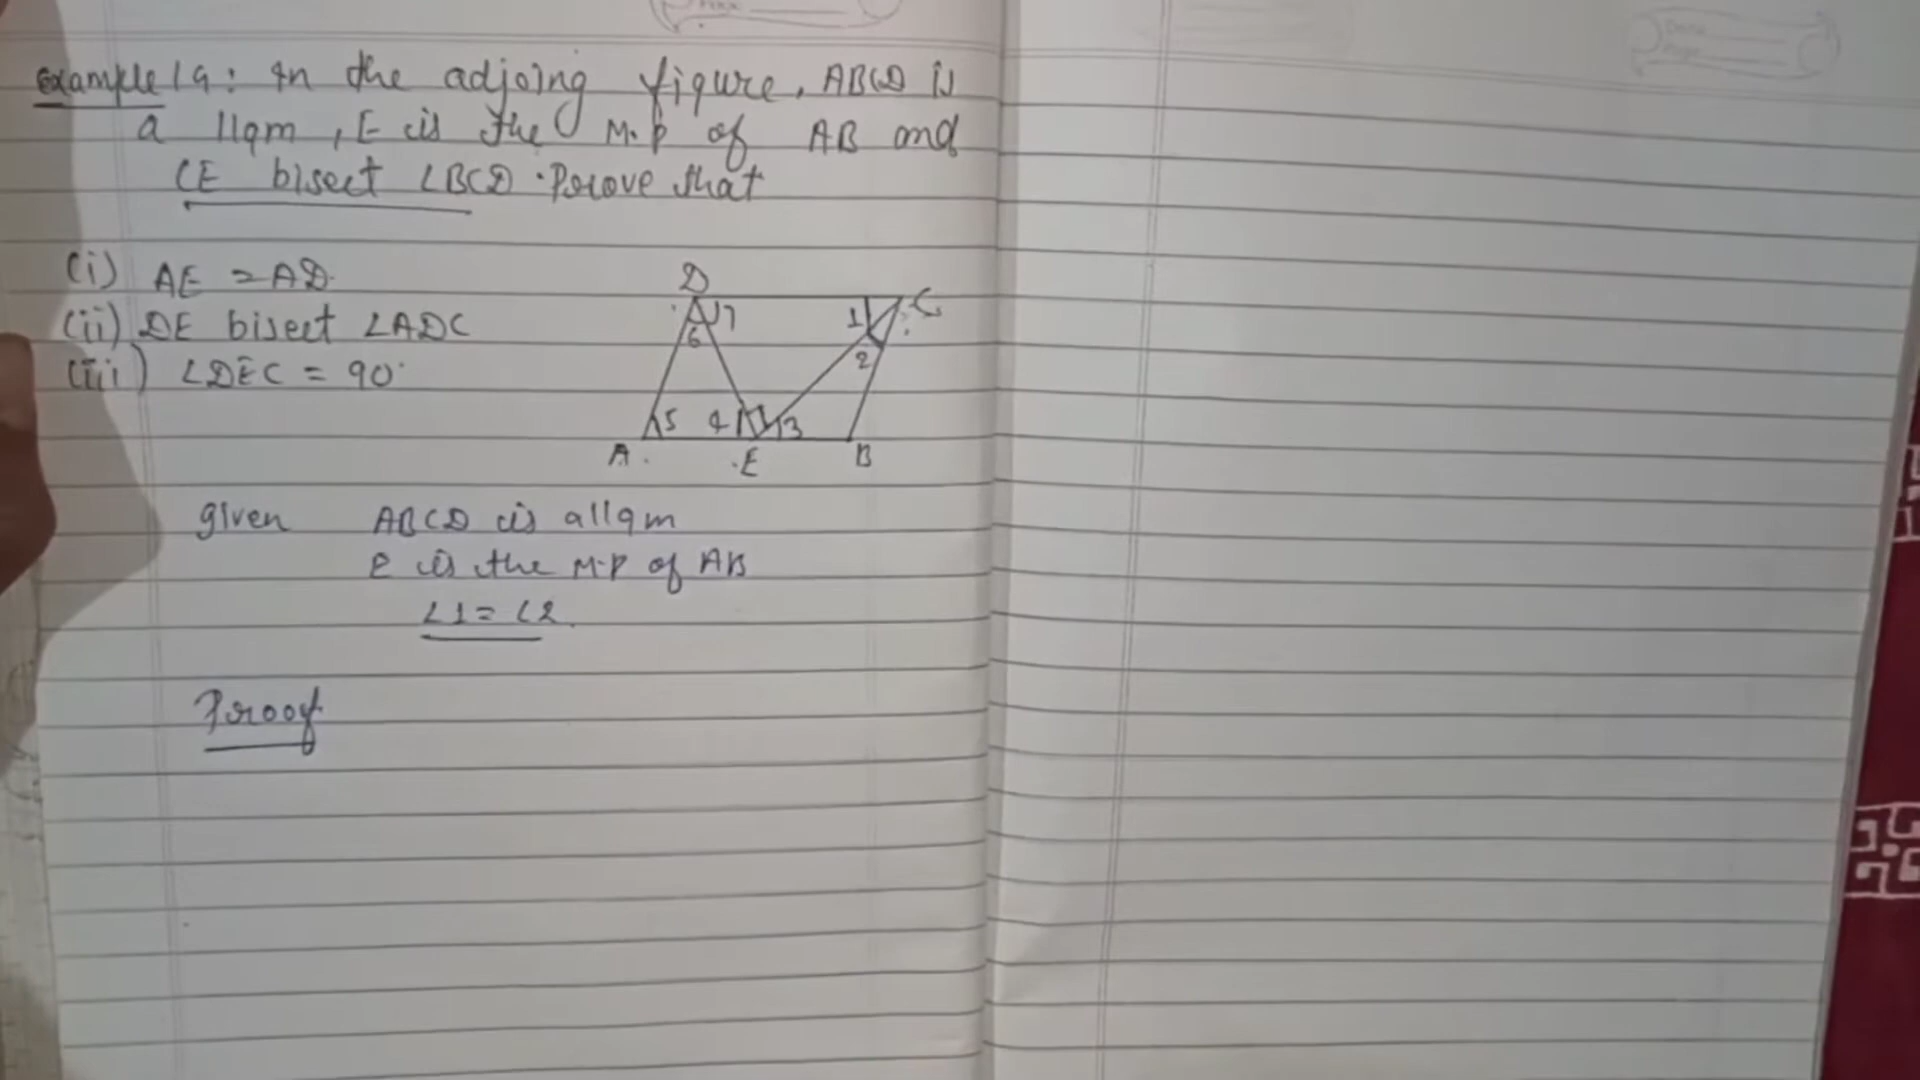 Example 19: In the adjoing figure, ABCD is
a llgm, E is the M.P of AB and
CE bisect ∠BCD. Prove that
(i) AE = AD.
(ii) DE bisect ∠ADC
(iii) ∠DEC = 90°
D C
7 1
6 2
5 4 3
A. .E B
given ABCD is allgm
E is the M.P of AB
∠1 = ∠2.
Proof